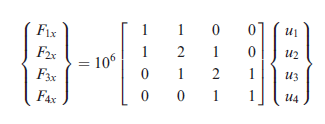 F1x 1 1 0 0 u1
F2x = 10^6 1 2 1 0 u2
F3x 0 1 2 1 u3
F4x 0 0 1 1 u4